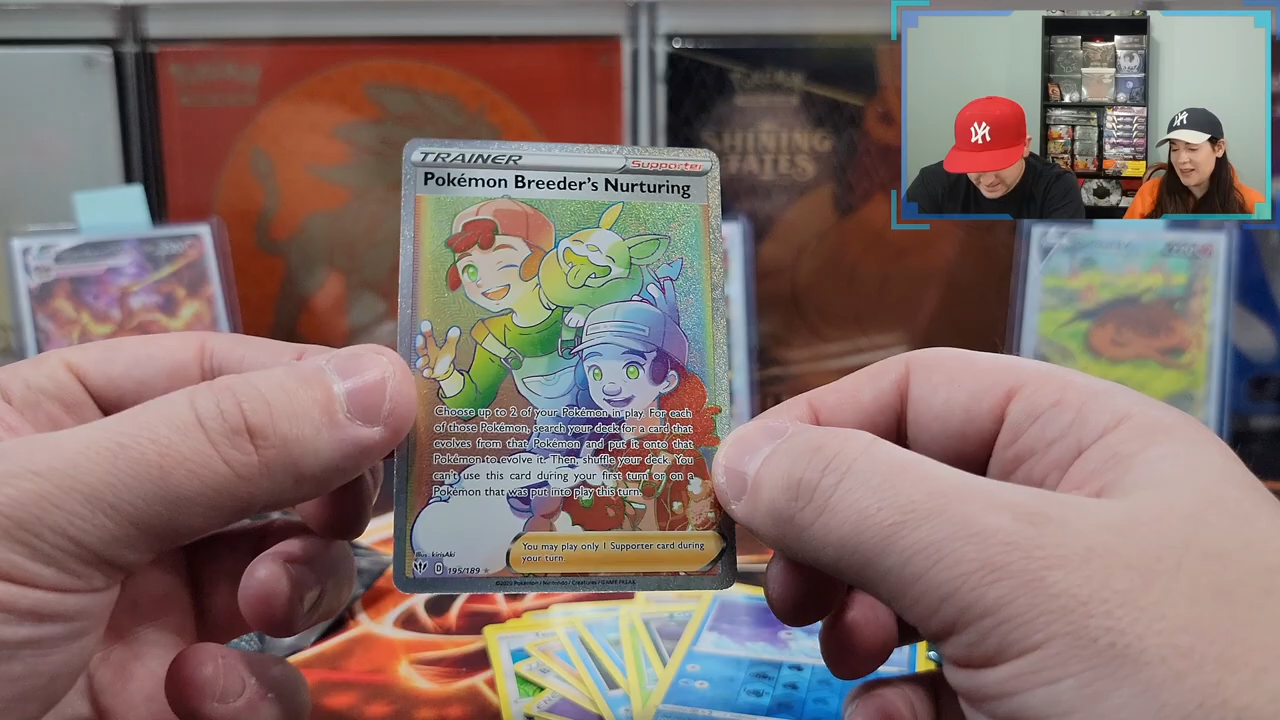 TRAINER
Supporter
Pokémon Breeder's Nurturing
Choose up to 2 of your Pokémon in play. For each
of those Pokémon, search your deck for a card that
evolves from that Pokémon and put it onto that
Pokémon to evolve it. Then, shuffle your deck. You
can't use this card during your first turn or on a
Pokémon that was put into play this turn.
You may play only 1 Supporter card during
your turn.
Illus. kirisAki
D 195/189
©2020 Pokémon / Nintendo / Creatures / GAME FREAK
POKÉMON
SHINING
FATES
NY
NY